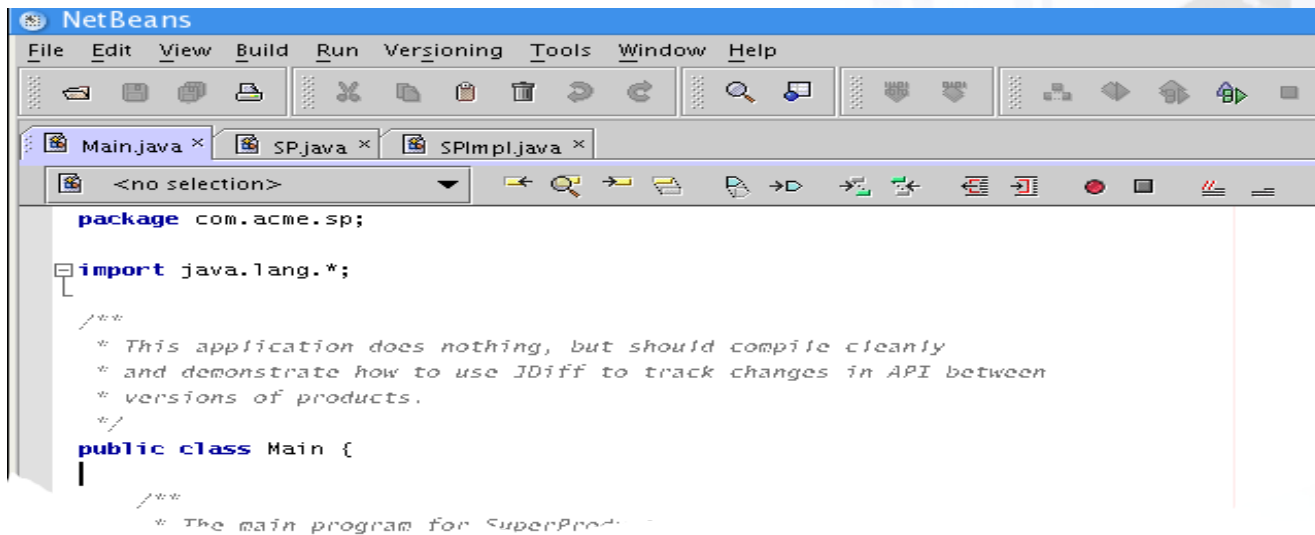 NetBeans
File Edit View Build Run Versioning Tools Window Help
Main.java × SP.java × SPImpl.java ×
<no selection>
package com.acme.sp;
import java.lang.*;
/**
* This application does nothing, but should compile cleanly
* and demonstrate how to use JDiff to track changes in API between
* versions of products.
*/
public class Main {
/**
* The main program for